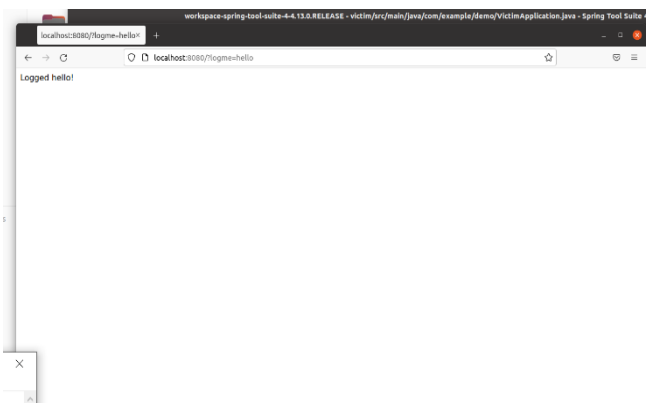 workspace-spring-tool-suite-4-4.13.0.RELEASE - victim/src/main/java/com/example/demo/VictimApplication.java - Spring Tool Suite 4
localhost:8080/?logme=hello× +
localhost:8080/?logme=hello
Logged hello!
s